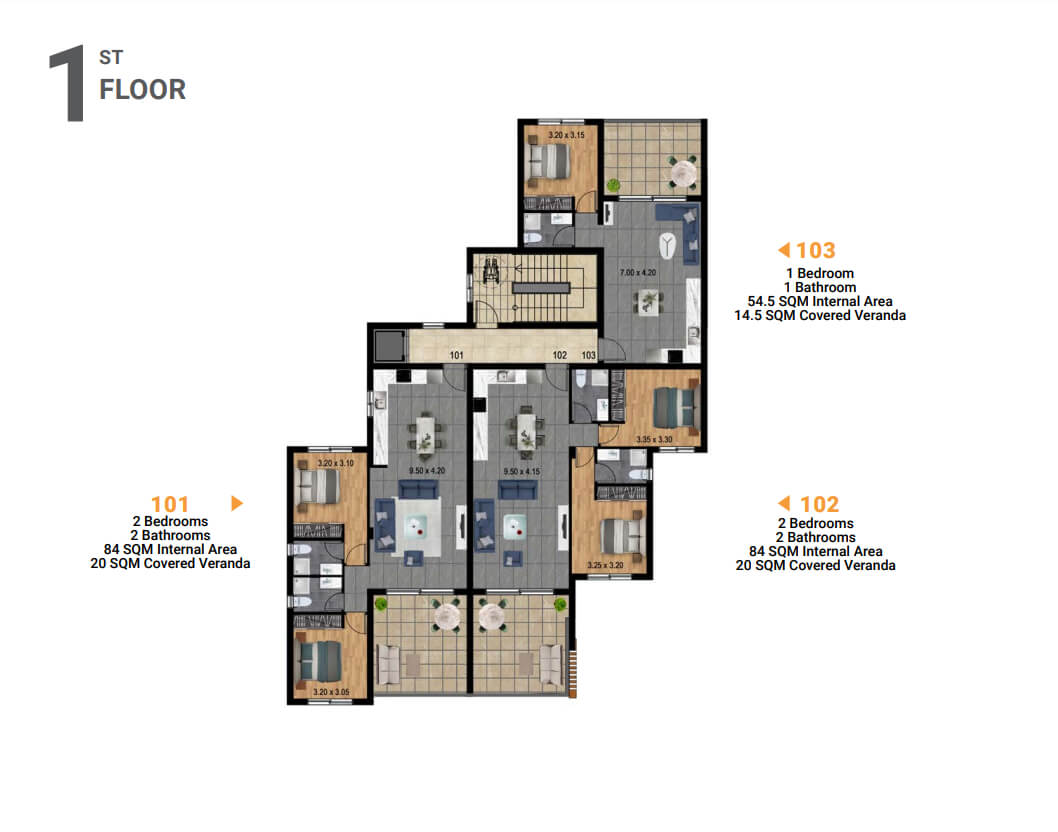 1 ST
FLOOR
3.20 x 3.15
7.00 x 4.20
103
1 Bedroom
1 Bathroom
54.5 SQM Internal Area
14.5 SQM Covered Veranda
101
102
103
3.35 x 3.30
3.20 x 3.10
9.50 x 4.20
9.50 x 4.15
101
2 Bedrooms
2 Bathrooms
84 SQM Internal Area
20 SQM Covered Veranda
3.25 x 3.20
102
2 Bedrooms
2 Bathrooms
84 SQM Internal Area
20 SQM Covered Veranda
3.20 x 3.05